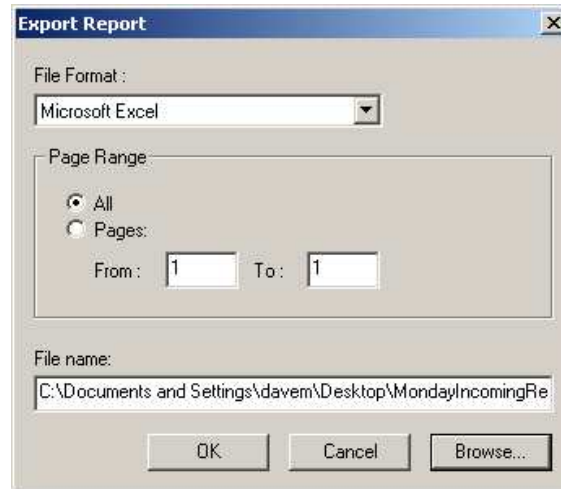 Export Report
File Format :
Microsoft Excel
Page Range
All
Pages:
From : 1 To : 1
File name:
C:\Documents and Settings\davem\Desktop\MondayIncomingRe
OK Cancel Browse...